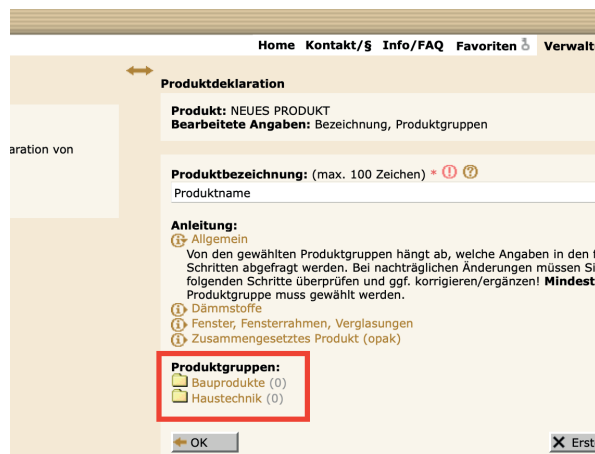 Home Kontakt/§ Info/FAQ Favoriten Verwalt
Produktdeklaration
Produkt: NEUES PRODUKT
Bearbeitete Angaben: Bezeichnung, Produktgruppen
aration von
Produktbezeichnung: (max. 100 Zeichen) *
Produktname
Anleitung:
Allgemein
Von den gewählten Produktgruppen hängt ab, welche Angaben in den f
Schritten abgefragt werden. Bei nachträglichen Änderungen müssen Si
folgenden Schritte überprüfen und ggf. korrigieren/ergänzen! Mindest
Produktgruppe muss gewählt werden.
Dämmstoffe
Fenster, Fensterrahmen, Verglasungen
Zusammengesetztes Produkt (opak)
Produktgruppen:
Bauprodukte (0)
Haustechnik (0)
OK
X Erst